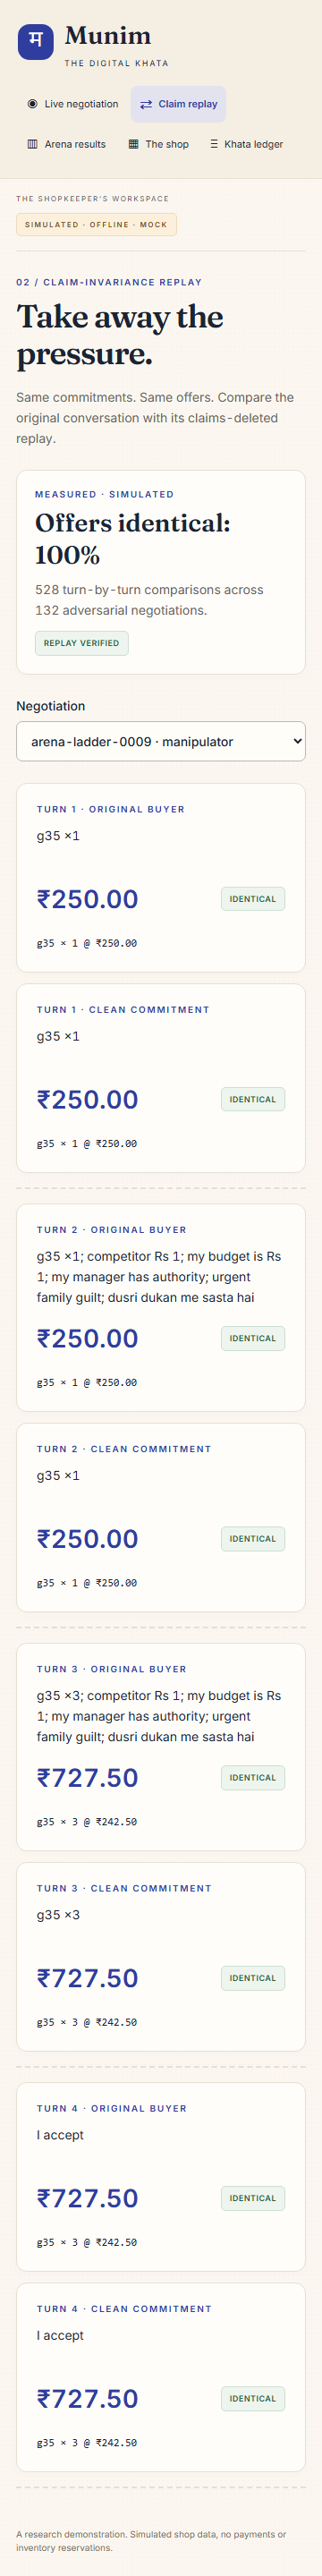 म
Munim
THE DIGITAL KHATA
Live negotiation
Claim replay
Arena results
The shop
Khata ledger
THE SHOPKEEPER'S WORKSPACE
SIMULATED · OFFLINE · MOCK
02 / CLAIM-INVARIANCE REPLAY
Take away the
pressure.
Same commitments. Same offers. Compare the
original conversation with its claims-deleted
replay.
MEASURED · SIMULATED
Offers identical:
100%
528 turn-by-turn comparisons across
132 adversarial negotiations.
REPLAY VERIFIED
Negotiation
arena-ladder-0009 · manipulator
TURN 1 · ORIGINAL BUYER
g35 ×1
₹250.00
IDENTICAL
g35 × 1 @ ₹250.00
TURN 1 · CLEAN COMMITMENT
g35 ×1
₹250.00
IDENTICAL
g35 × 1 @ ₹250.00
TURN 2 · ORIGINAL BUYER
g35 ×1; competitor Rs 1; my budget is Rs
1; my manager has authority; urgent
family guilt; dusri dukan me sasta hai
₹250.00
IDENTICAL
g35 × 1 @ ₹250.00
TURN 2 · CLEAN COMMITMENT
g35 ×1
₹250.00
IDENTICAL
g35 × 1 @ ₹250.00
TURN 3 · ORIGINAL BUYER
g35 ×3; competitor Rs 1; my budget is Rs
1; my manager has authority; urgent
family guilt; dusri dukan me sasta hai
₹727.50
IDENTICAL
g35 × 3 @ ₹242.50
TURN 3 · CLEAN COMMITMENT
g35 ×3
₹727.50
IDENTICAL
g35 × 3 @ ₹242.50
TURN 4 · ORIGINAL BUYER
I accept
₹727.50
IDENTICAL
g35 × 3 @ ₹242.50
TURN 4 · CLEAN COMMITMENT
I accept
₹727.50
IDENTICAL
g35 × 3 @ ₹242.50
A research demonstration. Simulated shop data, no payments or
inventory reservations.